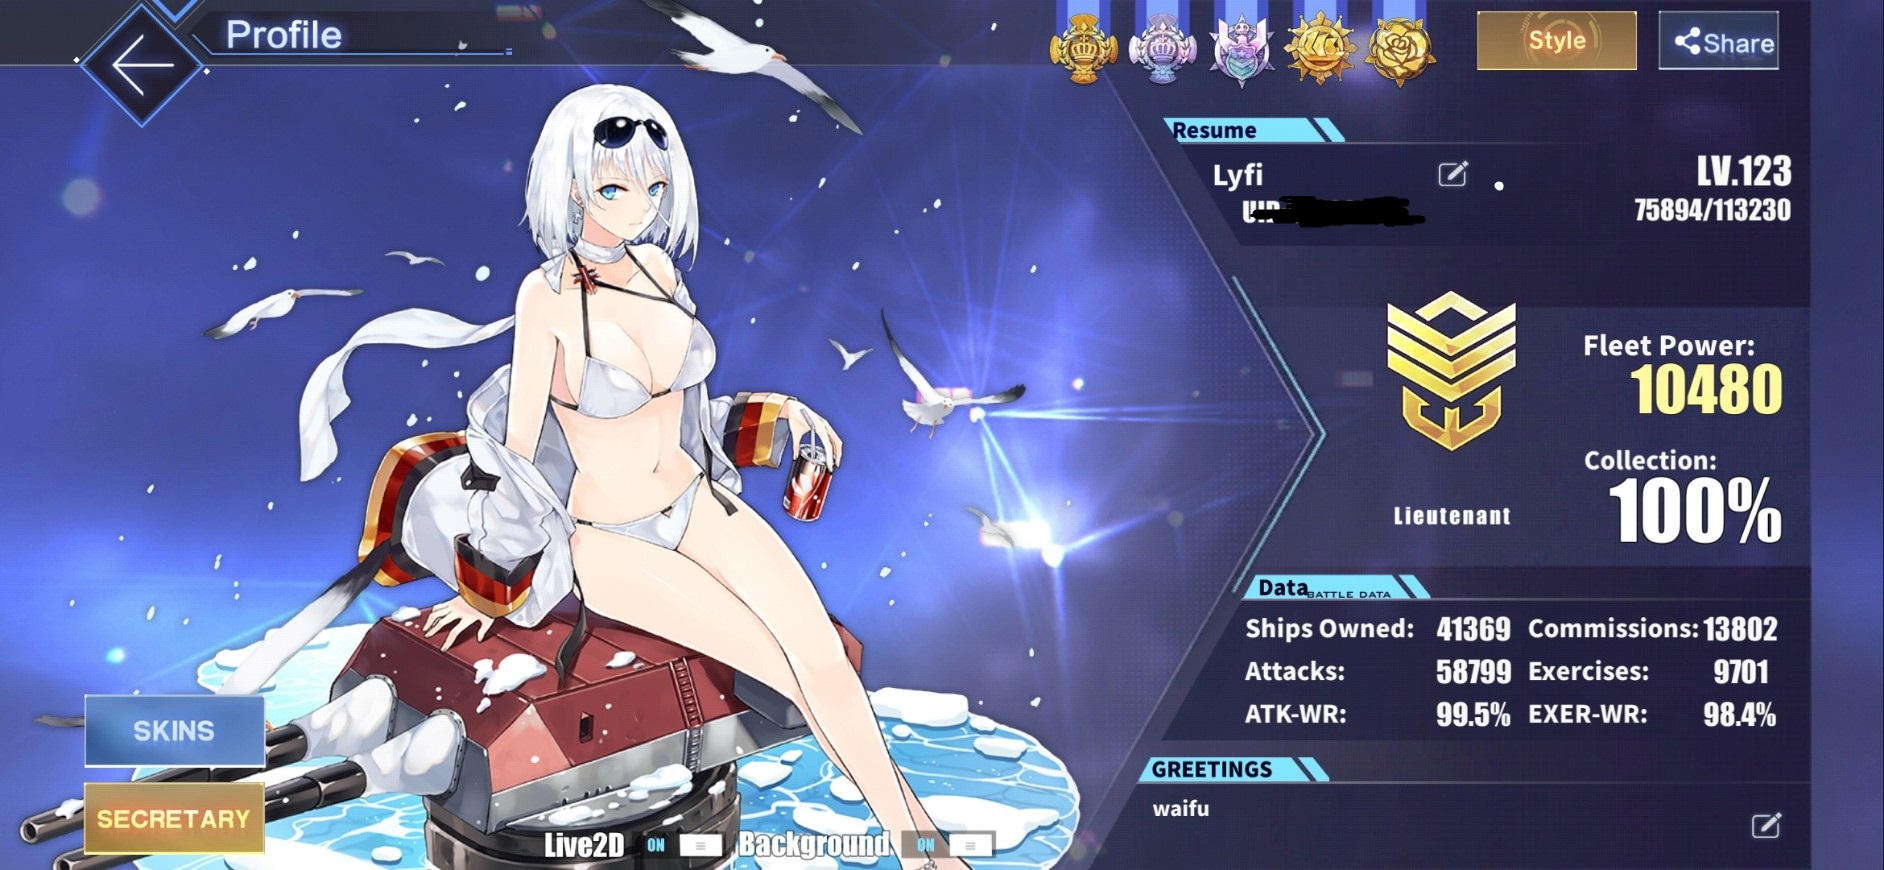 Profile
Style
Share
Resume
Lyfi
LV.123
75894/113230
Fleet Power:
10480
Collection:
100%
Lieutenant
Data BATTLE DATA
Ships Owned: 41369 Commissions: 13802
Attacks: 58799 Exercises: 9701
ATK-WR: 99.5% EXER-WR: 98.4%
GREETINGS
waifu
SKINS
SECRETARY
Live2D ON Background ON